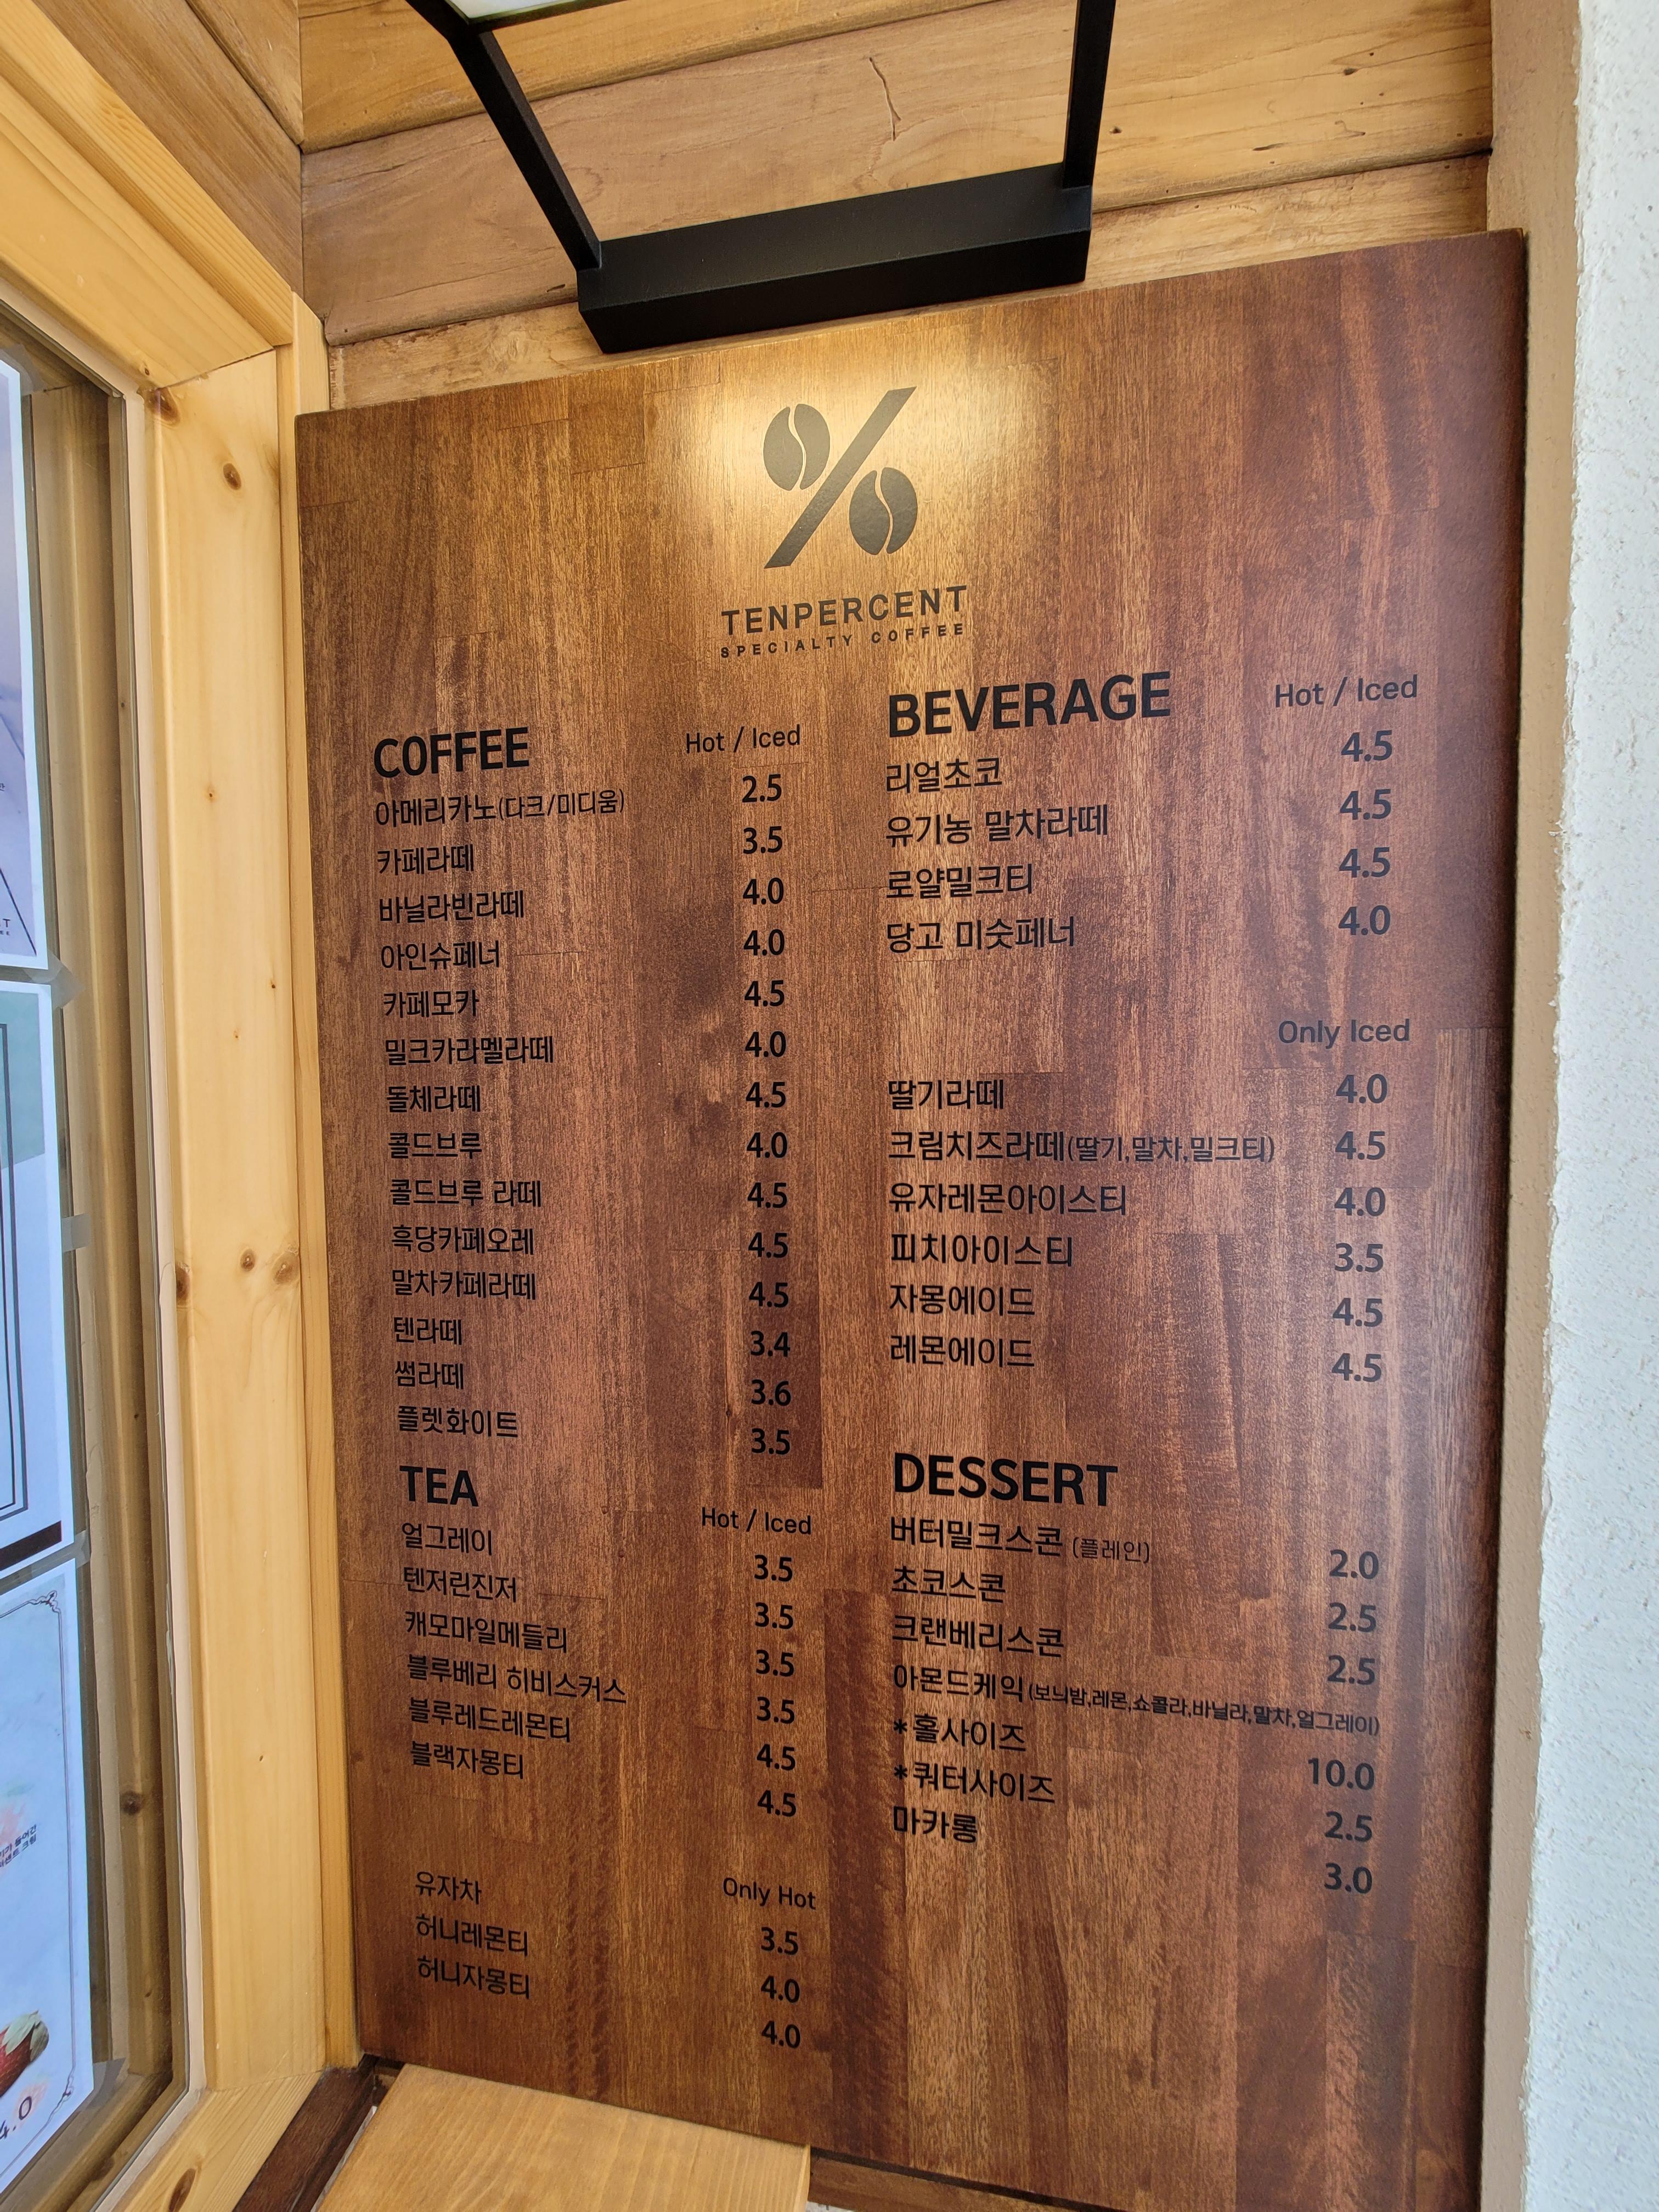 TENPERCENT
SPECIALTY COFFEE
COFFEE Hot / Iced
아메리카노(다크/미디움) 2.5
카페라떼 3.5
바닐라빈라떼 4.0
아인슈페너 4.0
카페모카 4.5
밀크카라멜라떼 4.0
돌체라떼 4.5
콜드브루 4.0
콜드브루 라떼 4.5
흑당카페오레 4.5
말차카페라떼 4.5
텐라떼 3.4
썸라떼 3.6
플렛화이트 3.5
TEA Hot / Iced
얼그레이 3.5
텐저린진저 3.5
캐모마일메들리 3.5
블루베리 히비스커스 3.5
블루레드레몬티 4.5
블랙자몽티 4.5
Only Hot
유자차 3.5
허니레몬티 4.0
허니자몽티 4.0
BEVERAGE Hot / Iced
리얼초코 4.5
유기농 말차라떼 4.5
로얄밀크티 4.5
당고 미숫페너 4.0
Only Iced
딸기라떼 4.0
크림치즈라떼(딸기,말차,밀크티) 4.5
유자레몬아이스티 4.0
피치아이스티 3.5
자몽에이드 4.5
레몬에이드 4.5
DESSERT
버터밀크스콘 (플레인) 2.0
초코스콘 2.5
크랜베리스콘 2.5
아몬드케익(보늬밤,레몬,쇼콜라,바닐라,말차,얼그레이)
*홀사이즈 10.0
*쿼터사이즈 2.5
마카롱 3.0
4.0